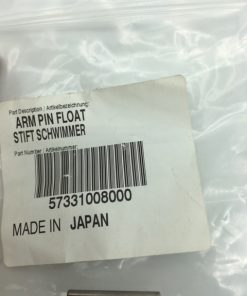 Part Description / Artikelbezeichnung:
ARM PIN FLOAT
STIFT SCHWIMMER
Part Number / Artikelnummer:
57331008000
MADE IN JAPAN